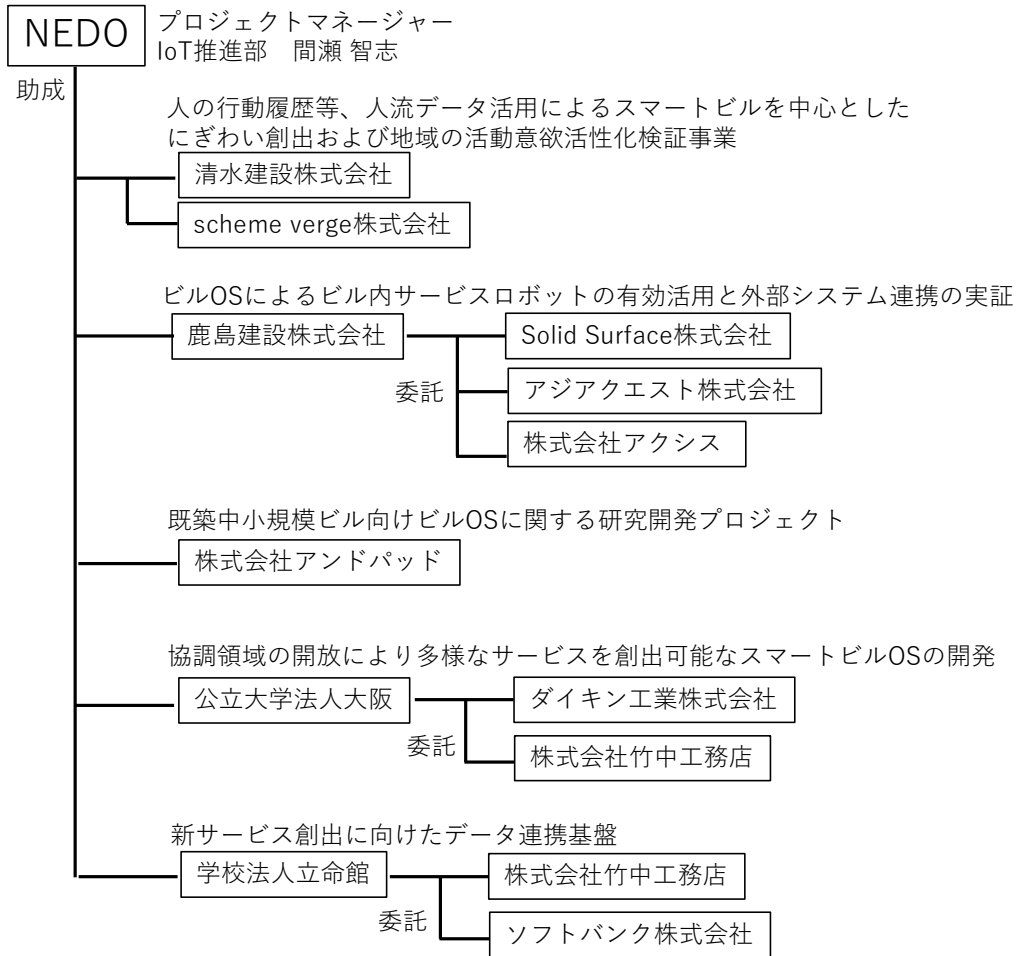 NEDO
プロジェクトマネージャー
IoT推進部　間瀬 智志
助成
人の行動履歴等、人流データ活用によるスマートビルを中心とした
にぎわい創出および地域の活動意欲活性化検証事業
清水建設株式会社
scheme verge株式会社
ビルOSによるビル内サービスロボットの有効活用と外部システム連携の実証
鹿島建設株式会社
委託
Solid Surface株式会社
アジアクエスト株式会社
株式会社アクシス
既築中小規模ビル向けビルOSに関する研究開発プロジェクト
株式会社アンドパッド
協調領域の開放により多様なサービスを創出可能なスマートビルOSの開発
公立大学法人大阪
委託
ダイキン工業株式会社
株式会社竹中工務店
新サービス創出に向けたデータ連携基盤
学校法人立命館
委託
株式会社竹中工務店
ソフトバンク株式会社